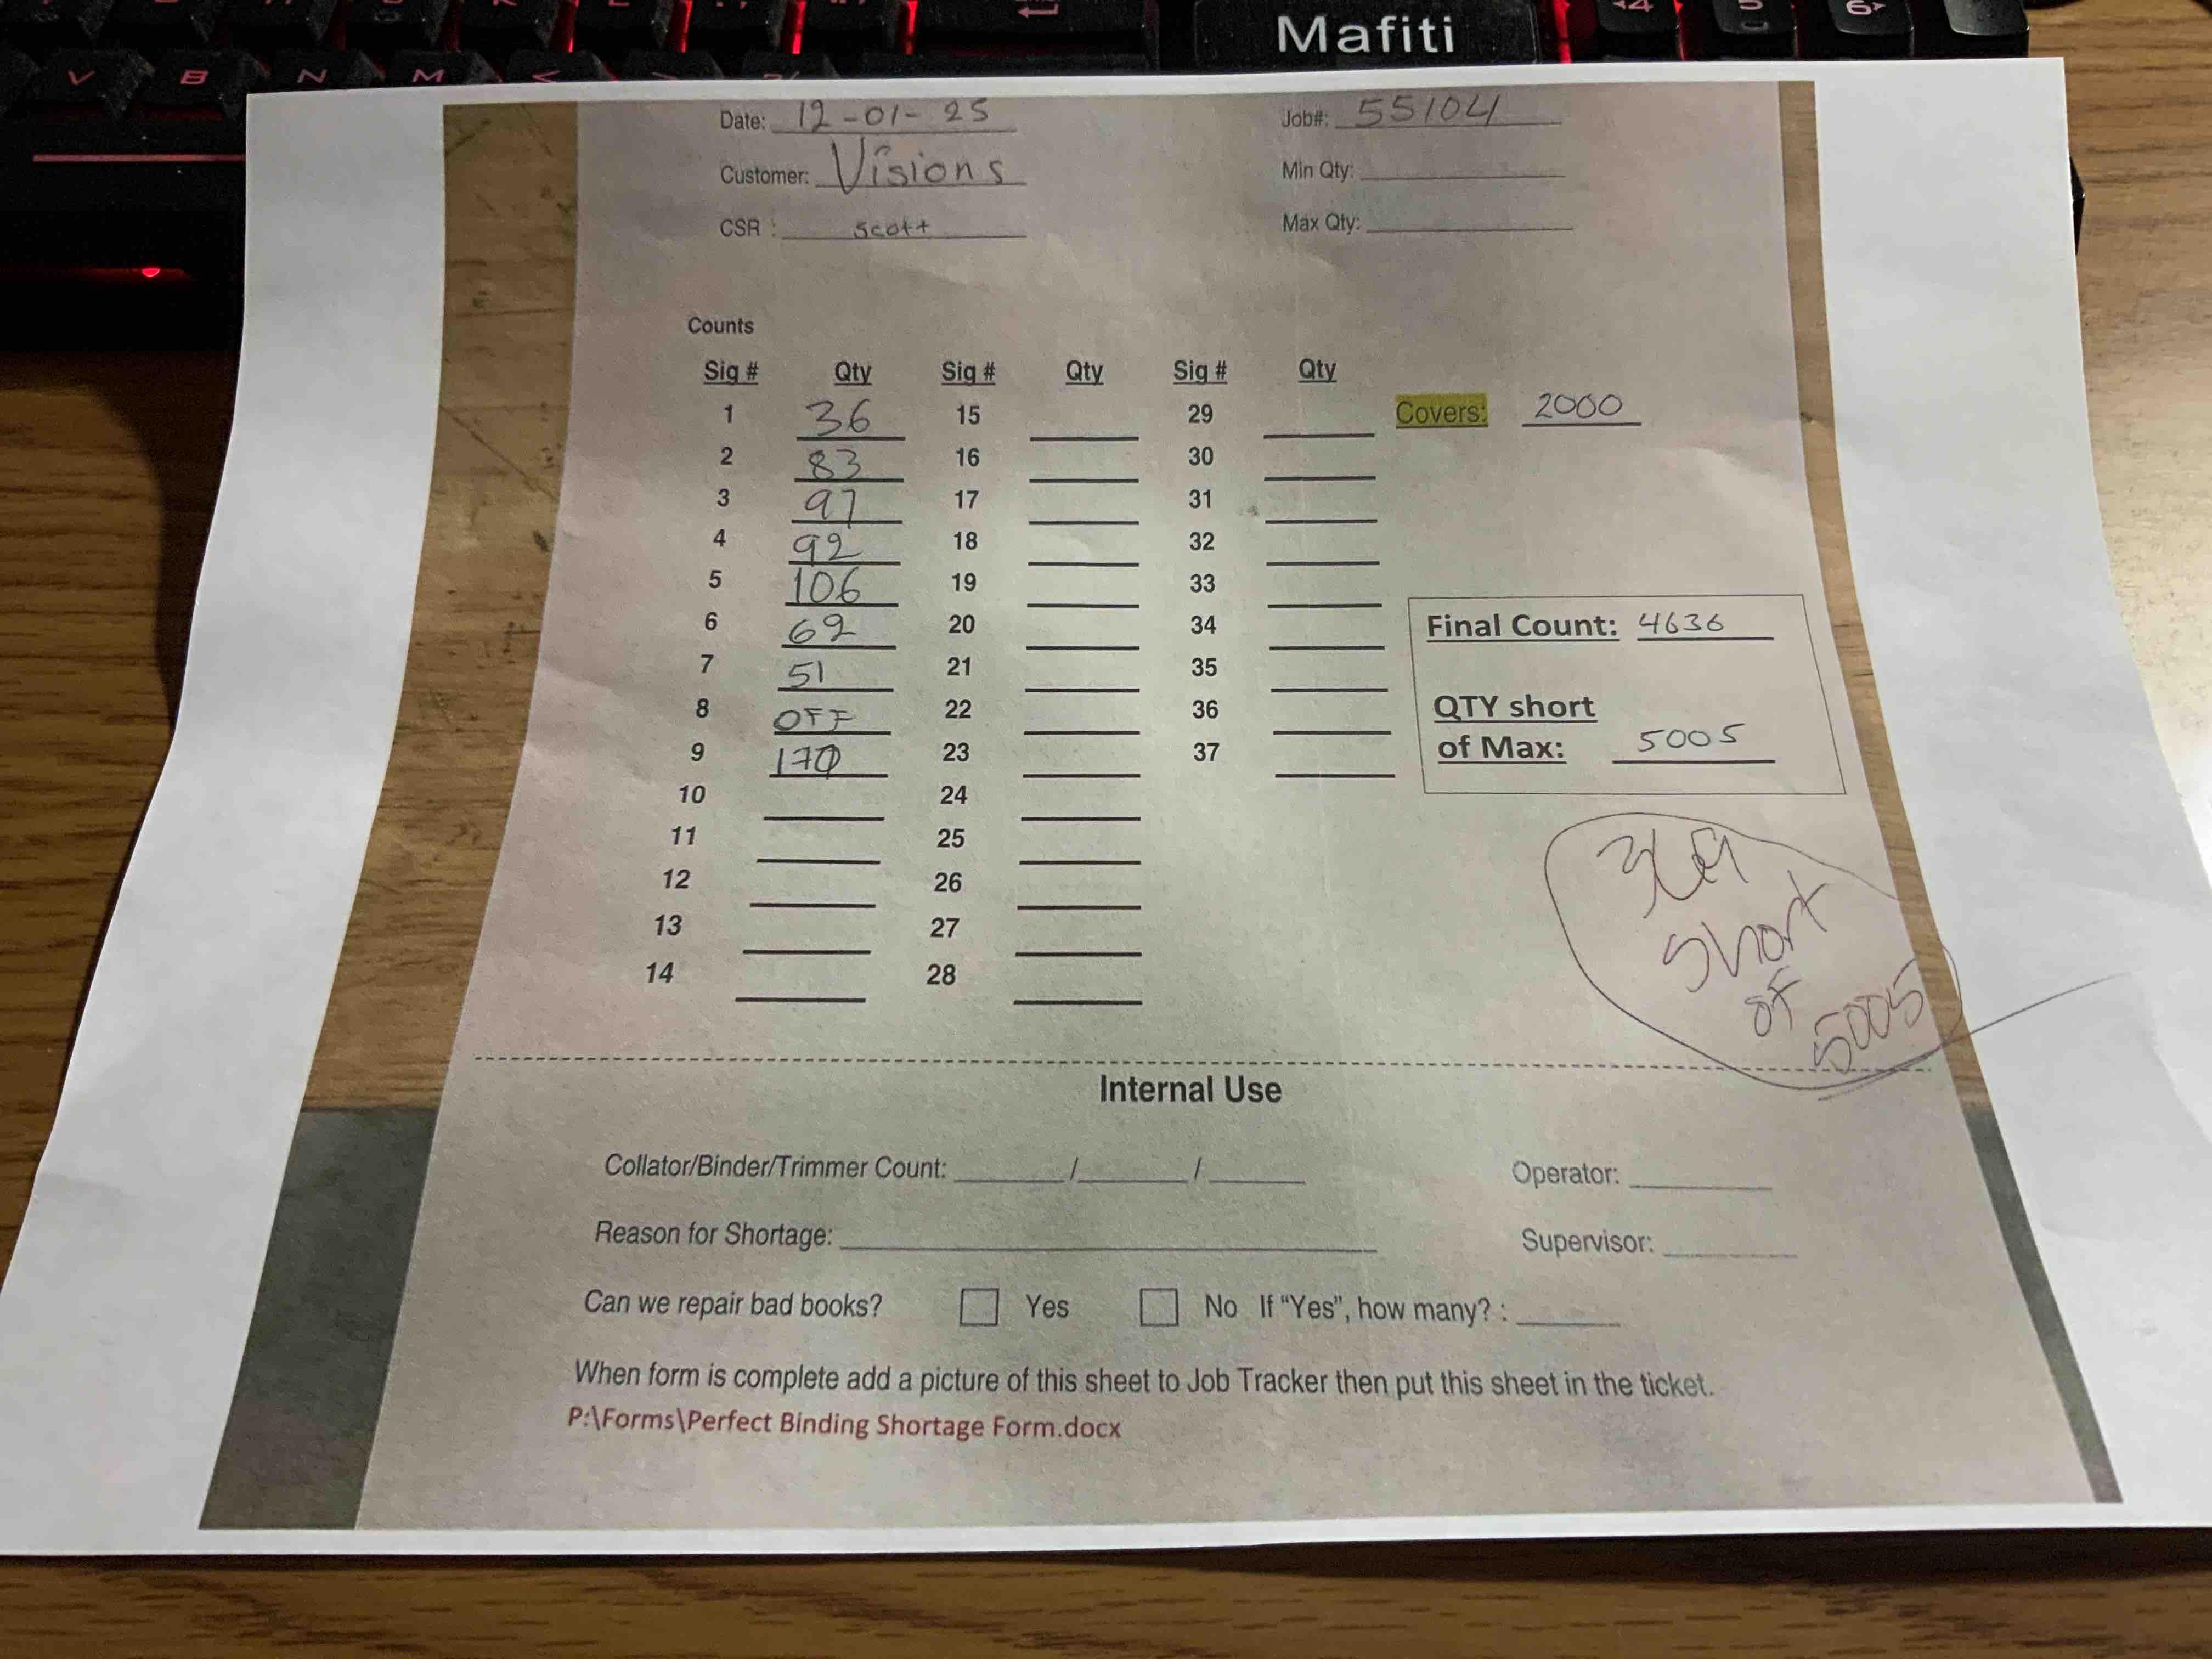 Mafiti
V B N M < >
4 5 6
Date: 12-01-25 Job#: 55104
Customer: Visions Min Qty:
CSR : scott Max Qty:
Counts
Sig # Qty Sig # Qty Sig # Qty
1 36 15 29 Covers: 2000
2 83 16 30
3 97 17 31
4 92 18 32
5 106 19 33
6 69 20 34 Final Count: 4636
7 51 21 35
8 OFF 22 36 QTY short
9 170 23 37 of Max: 5005
10 24
11 25
12 26
13 27
14 28
369
short
of
5005
Internal Use
Collator/Binder/Trimmer Count: / / Operator:
Reason for Shortage: Supervisor:
Can we repair bad books? Yes No If “Yes”, how many? :
When form is complete add a picture of this sheet to Job Tracker then put this sheet in the ticket.
P:\Forms\Perfect Binding Shortage Form.docx